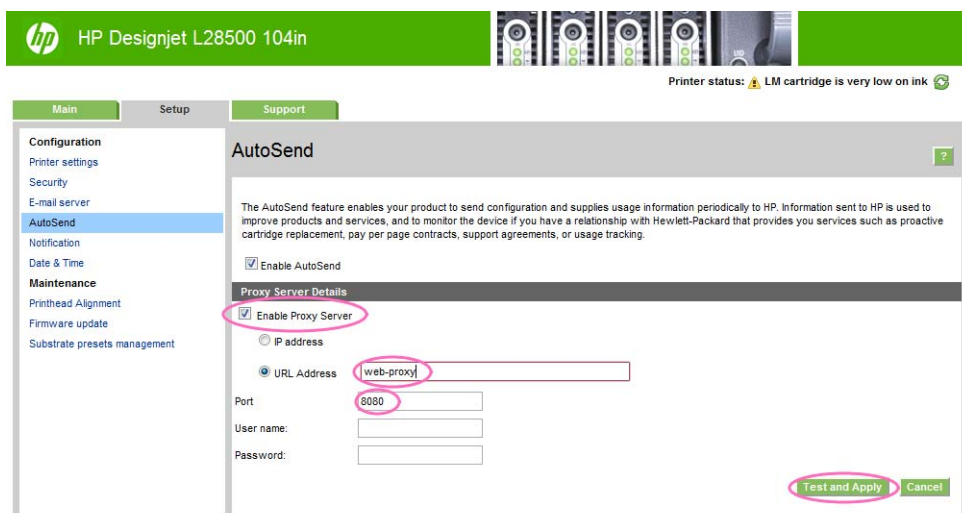 hp HP Designjet L28500 104in
Printer status: LM cartridge is very low on ink
Main Setup Support
Configuration
Printer settings
Security
E-mail server
AutoSend
Notification
Date & Time
Maintenance
Printhead Alignment
Firmware update
Substrate presets management
AutoSend
?
The AutoSend feature enables your product to send configuration and supplies usage information periodically to HP. Information sent to HP is used to
improve products and services, and to monitor the device if you have a relationship with Hewlett-Packard that provides you services such as proactive
cartridge replacement, pay per page contracts, support agreements, or usage tracking.
Enable AutoSend
Proxy Server Details
Enable Proxy Server
IP address
URL Address web-proxy
Port 8080
User name:
Password:
Test and Apply Cancel